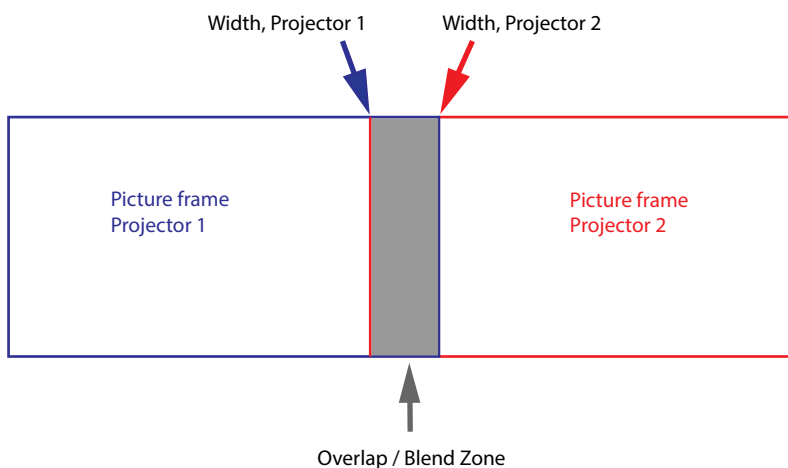 Width, Projector 1
Width, Projector 2
Picture frame
Projector 1
Picture frame
Projector 2
Overlap / Blend Zone